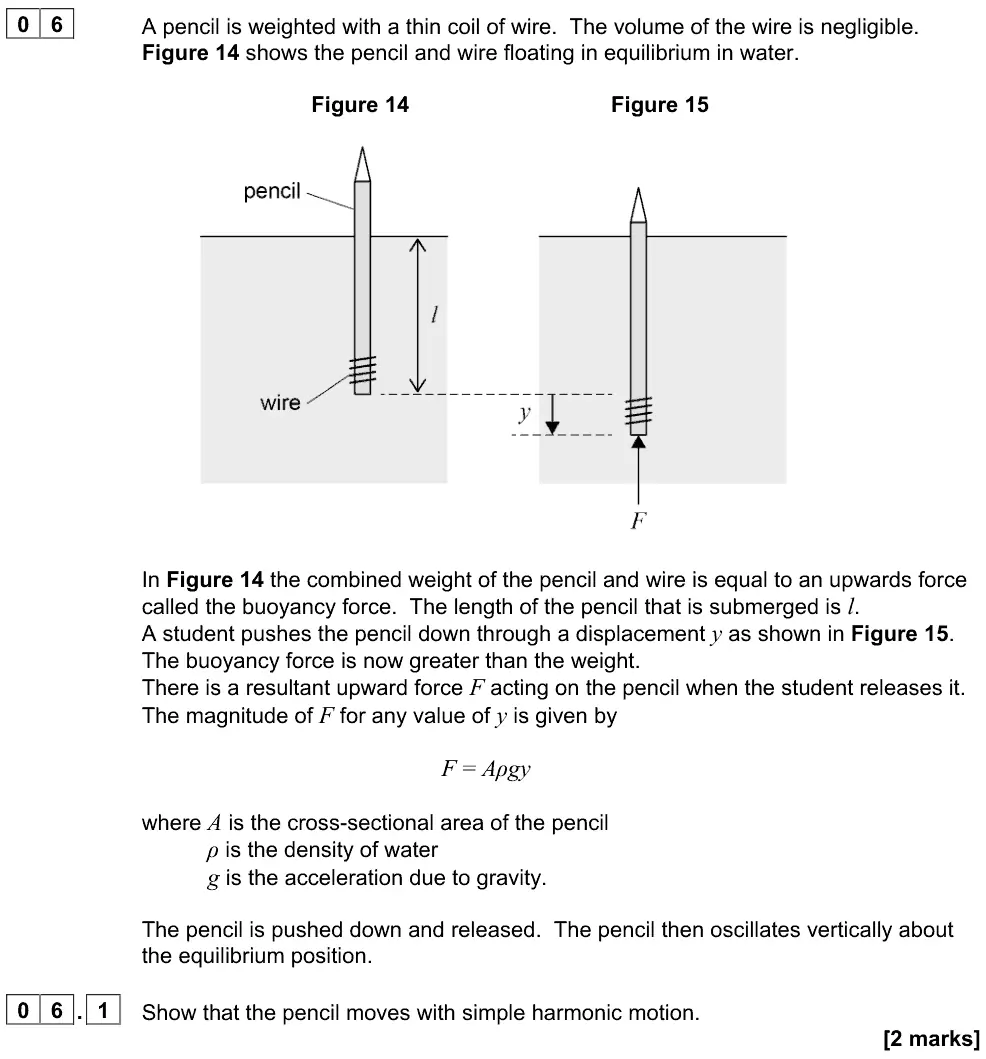 0 6
A pencil is weighted with a thin coil of wire. The volume of the wire is negligible.
Figure 14 shows the pencil and wire floating in equilibrium in water.
Figure 14
Figure 15
pencil
l
wire
y
F
In Figure 14 the combined weight of the pencil and wire is equal to an upwards force
called the buoyancy force. The length of the pencil that is submerged is l.
A student pushes the pencil down through a displacement y as shown in Figure 15.
The buoyancy force is now greater than the weight.
There is a resultant upward force F acting on the pencil when the student releases it.
The magnitude of F for any value of y is given by
F = Aρgy
where A is the cross-sectional area of the pencil
ρ is the density of water
g is the acceleration due to gravity.
The pencil is pushed down and released. The pencil then oscillates vertically about
the equilibrium position.
0 6 . 1 Show that the pencil moves with simple harmonic motion.
[2 marks]